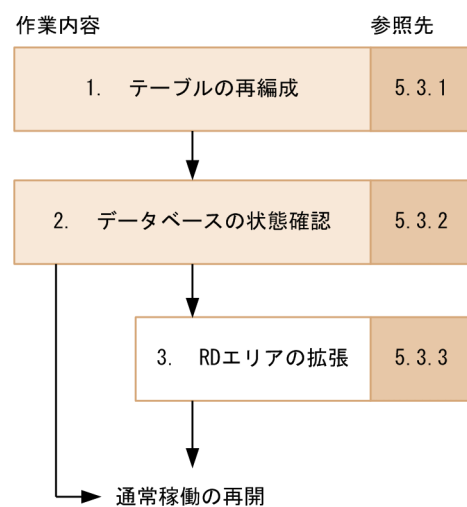 作業内容 参照先
1. テーブルの再編成 5.3.1
2. データベースの状態確認 5.3.2
3. RDエリアの拡張 5.3.3
通常稼働の再開